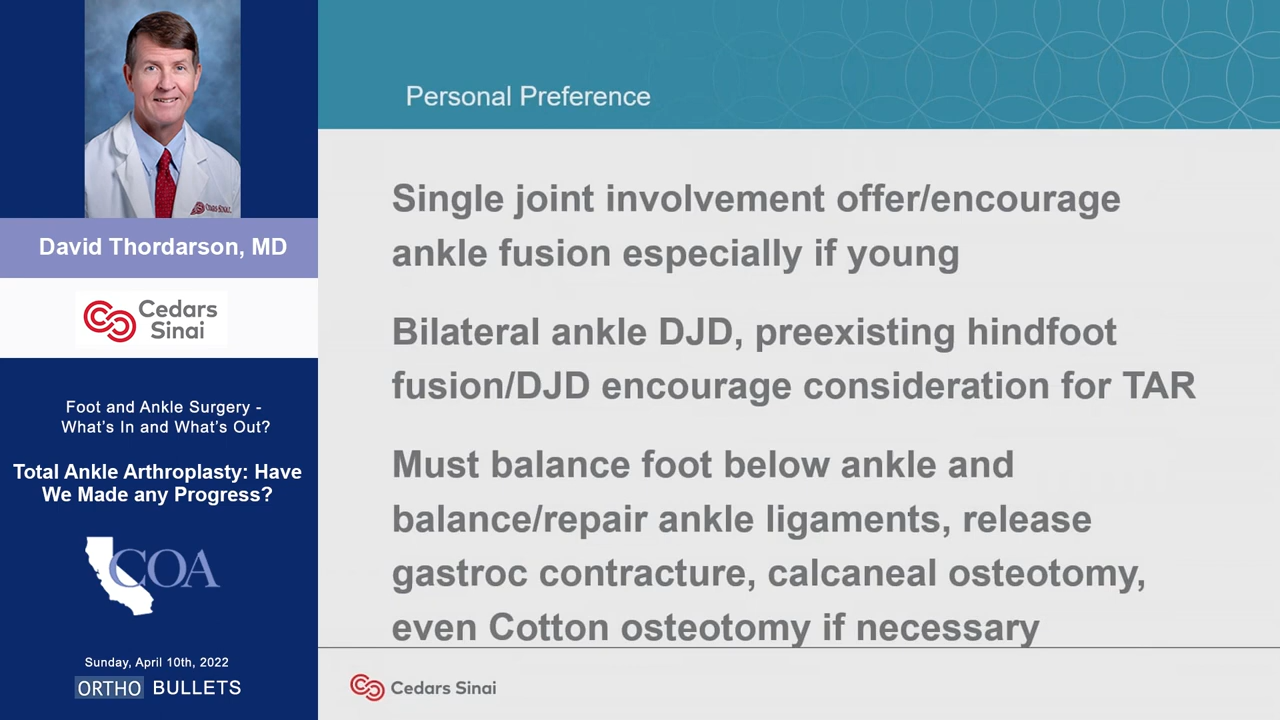 David Thordarson, MD
Cedars
Sinai
Foot and Ankle Surgery -
What's In and What's Out?
Total Ankle Arthroplasty: Have
We Made any Progress?
COA
Sunday, April 10th, 2022
ORTHO BULLETS
Personal Preference
Single joint involvement offer/encourage
ankle fusion especially if young
Bilateral ankle DJD, preexisting hindfoot
fusion/DJD encourage consideration for TAR
Must balance foot below ankle and
balance/repair ankle ligaments, release
gastroc contracture, calcaneal osteotomy,
even Cotton osteotomy if necessary
Cedars Sinai